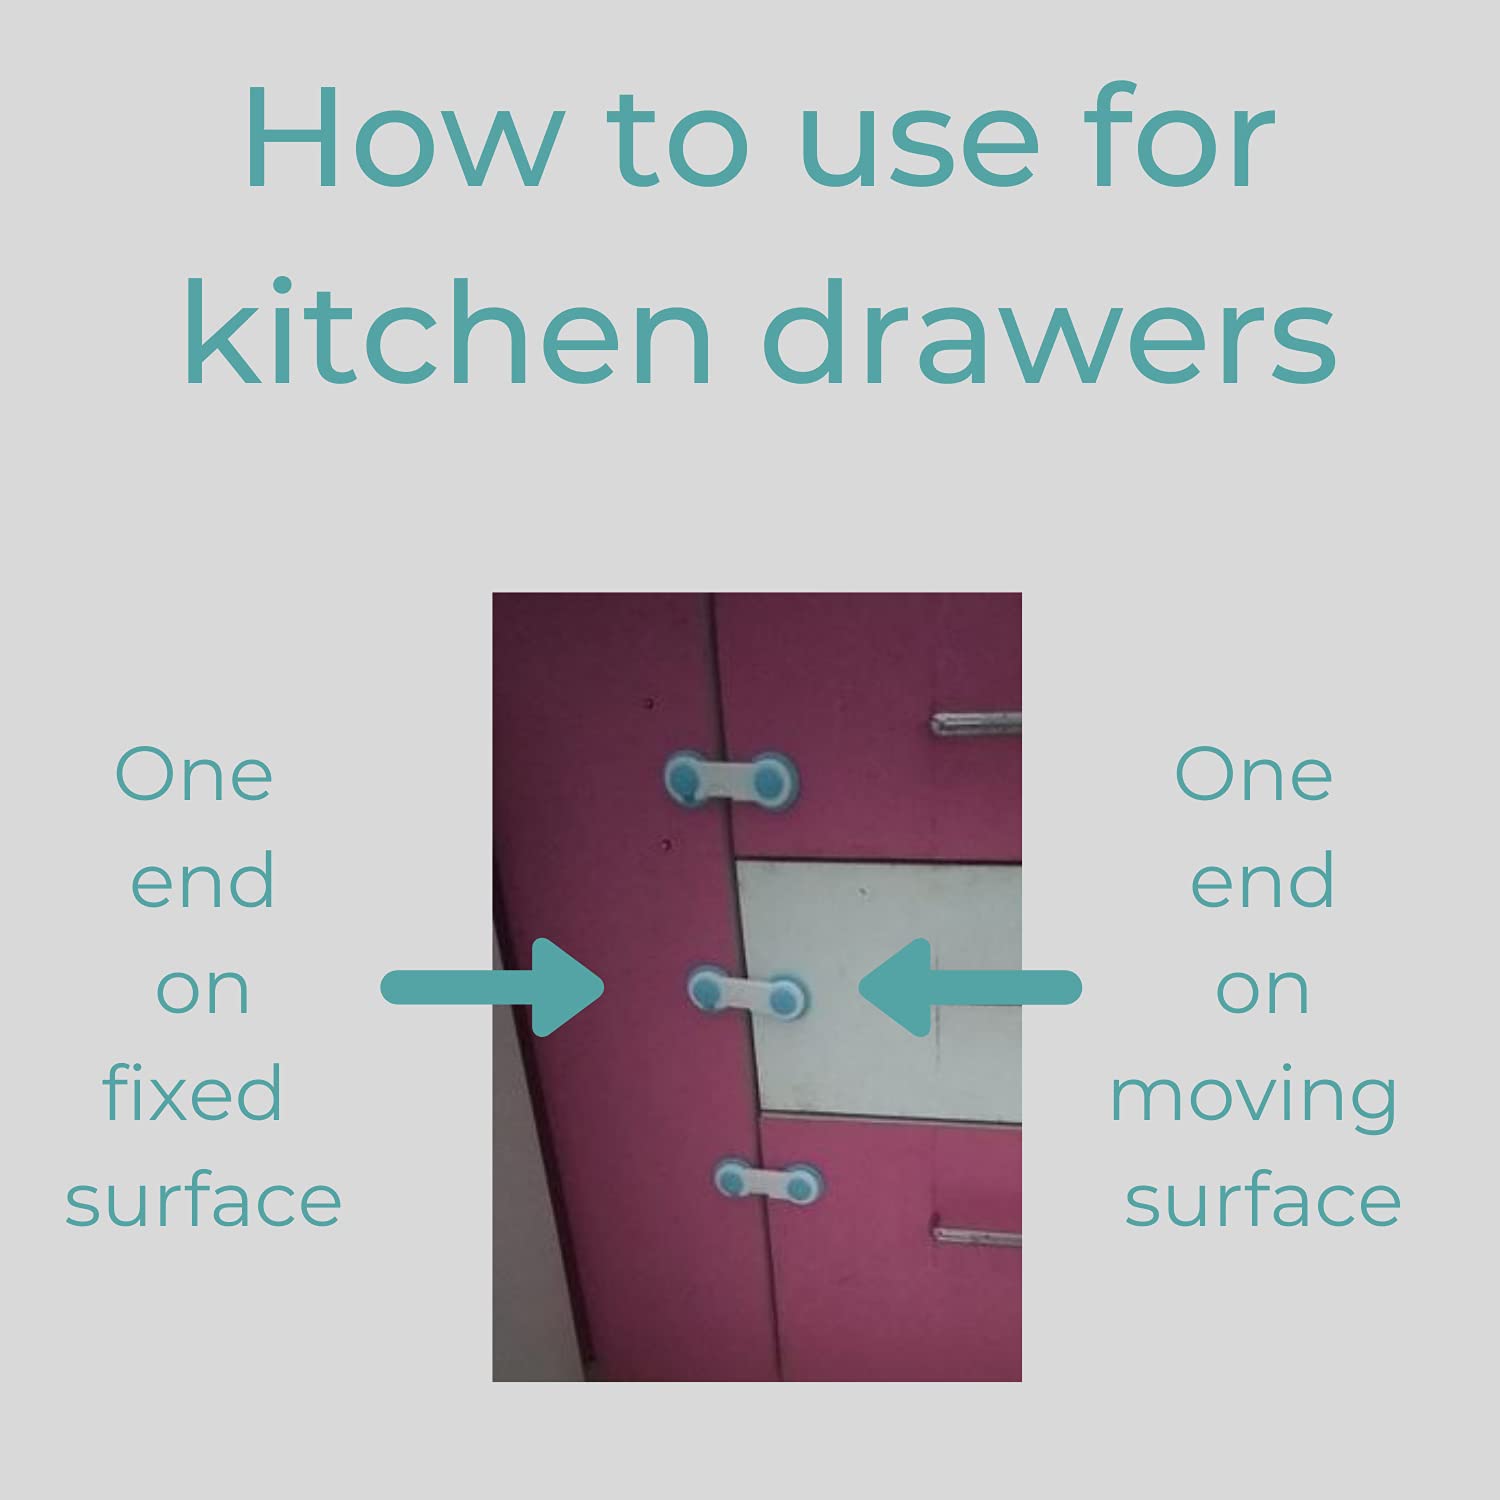 How to use for
kitchen drawers
One
end
on
fixed
surface
One
end
on
moving
surface